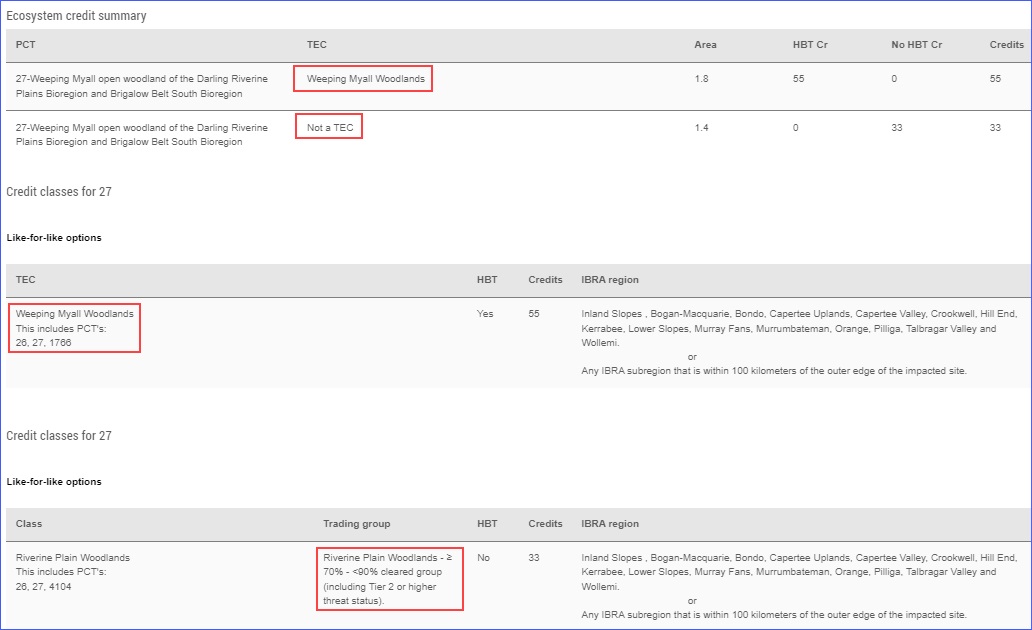 Ecosystem credit summary
PCT TEC Area HBT Cr No HBT Cr Credits
27-Weeping Myall open woodland of the Darling Riverine Weeping Myall Woodlands 1.8 55 0 55
Plains Bioregion and Brigalow Belt South Bioregion
27-Weeping Myall open woodland of the Darling Riverine Not a TEC 1.4 0 33 33
Plains Bioregion and Brigalow Belt South Bioregion
Credit classes for 27
Like-for-like options
TEC HBT Credits IBRA region
Weeping Myall Woodlands Yes 55 Inland Slopes , Bogan-Macquarie, Bondo, Capertee Uplands, Capertee Valley, Crookwell, Hill End,
This includes PCT's: Kerrabee, Lower Slopes, Murray Fans, Murrumbateman, Orange, Pilliga, Talbragar Valley and
26, 27, 1766 Wollemi.
or
Any IBRA subregion that is within 100 kilometers of the outer edge of the impacted site.
Credit classes for 27
Like-for-like options
Class Trading group HBT Credits IBRA region
Riverine Plain Woodlands Riverine Plain Woodlands - ≥ No 33 Inland Slopes , Bogan-Macquarie, Bondo, Capertee Uplands, Capertee Valley, Crookwell, Hill End,
This includes PCT's: 70% - <90% cleared group Kerrabee, Lower Slopes, Murray Fans, Murrumbateman, Orange, Pilliga, Talbragar Valley and
26, 27, 4104 (including Tier 2 or higher Wollemi.
threat status). or
Any IBRA subregion that is within 100 kilometers of the outer edge of the impacted site.